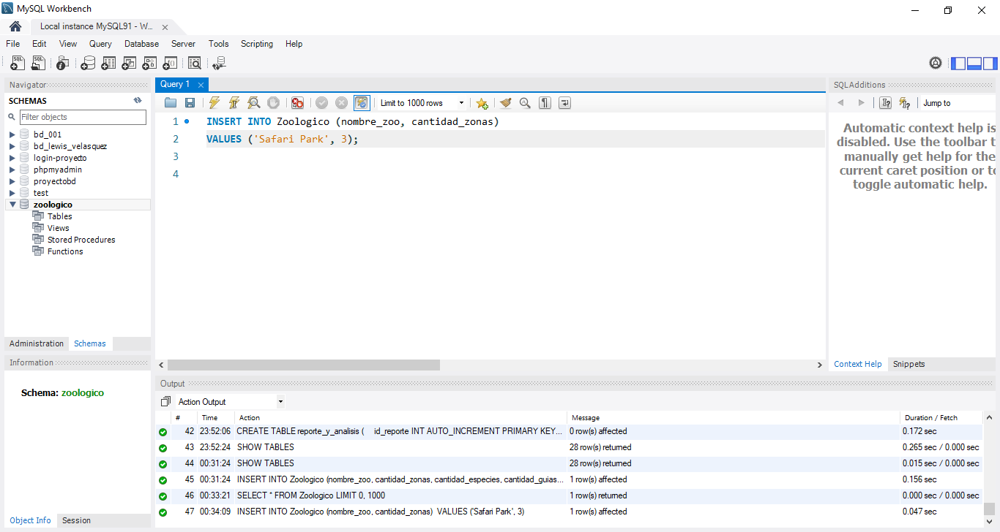 MySQL Workbench
Local instance MySQL91 - W...
File Edit View Query Database Server Tools Scripting Help
Navigator
SCHEMAS
Filter objects
bd_001
bd_lewis_velasquez
login-proyecto
phpmyadmin
proyectobd
test
zoologico
Tables
Views
Stored Procedures
Functions
Administration Schemas
Information
Schema: zoologico
Object Info Session
Query 1
Limit to 1000 rows
1 INSERT INTO Zoologico (nombre_zoo, cantidad_zonas)
2 VALUES ('Safari Park', 3);
3
4
SQLAdditions
Jump to
Automatic context help is
disabled. Use the toolbar t
manually get help for the
current caret position or to
toggle automatic help.
Context Help Snippets
Output
Action Output
# Time Action Message Duration / Fetch
42 23:52:06 CREATE TABLE reporte_y_analisis ( id_reporte INT AUTO_INCREMENT PRIMARY KEY... 0 row(s) affected 0.172 sec
43 23:52:24 SHOW TABLES 28 row(s) returned 0.265 sec / 0.000 sec
44 00:31:24 SHOW TABLES 28 row(s) returned 0.015 sec / 0.000 sec
45 00:31:24 INSERT INTO Zoologico (nombre_zoo, cantidad_zonas, cantidad_especies, cantidad_guias... 1 row(s) affected 0.156 sec
46 00:33:21 SELECT * FROM Zoologico LIMIT 0, 1000 1 row(s) returned 0.000 sec / 0.000 sec
47 00:34:09 INSERT INTO Zoologico (nombre_zoo, cantidad_zonas) VALUES ('Safari Park', 3) 1 row(s) affected 0.047 sec